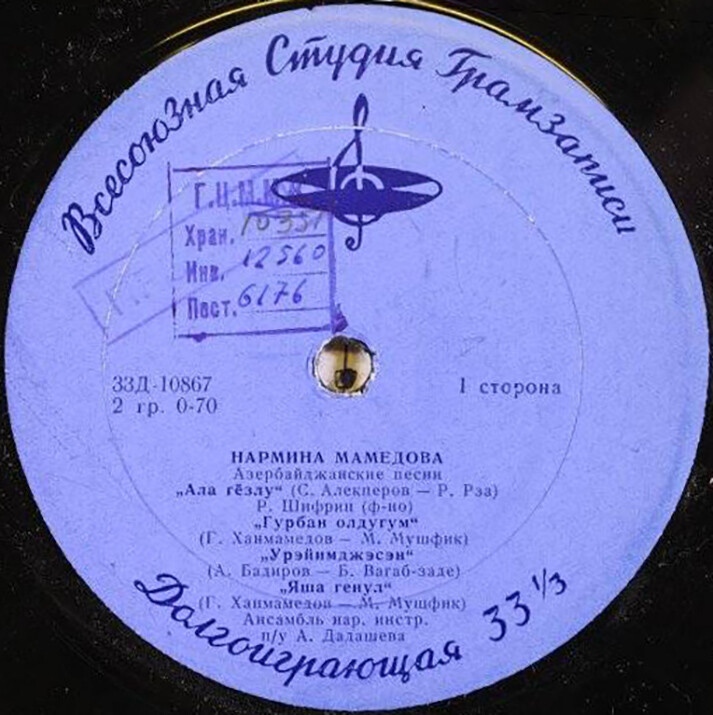 Всесоюзная Студия Грамзаписи
Г.Ц.М.М.К
Хран. 10351
Инв. 12560
Пост. 6176
33Д-10867
2 гр. 0-70
1 сторона
НАРМИНА МАМЕДОВА
Азербайджанские песни
„Ала гёзлу“ (С. Алекперов — Р. Рза)
Р. Шифрин (ф-но)
„Гурбан олдугум“
(Г. Ханмамедов — М. Мушфик)
„Урэйимджэсэн“
(А. Бадиров — Б. Вагаб-заде)
„Яша генул“
(Г. Ханмамедов — М. Мушфик)
Ансамбль нар. инстр.
п/у А. Дадашева
Долгоиграющая 33 1/3